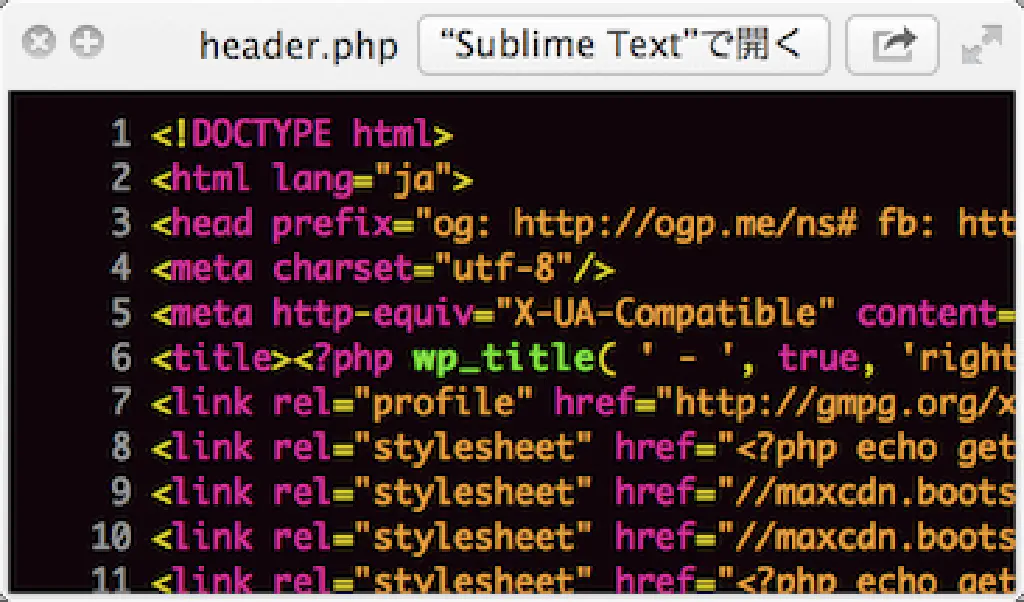 header.php “Sublime Text”で開く
1 <!DOCTYPE html>
2 <html lang="ja">
3 <head prefix="og: http://ogp.me/ns# fb: htt
4 <meta charset="utf-8"/>
5 <meta http-equiv="X-UA-Compatible" content=
6 <title><?php wp_title( ' - ', true, 'right
7 <link rel="profile" href="http://gmpg.org/x
8 <link rel="stylesheet" href="<?php echo get
9 <link rel="stylesheet" href="//maxcdn.boots
10 <link rel="stylesheet" href="//maxcdn.boots
11 <link rel="stylesheet" href="<?php echo get